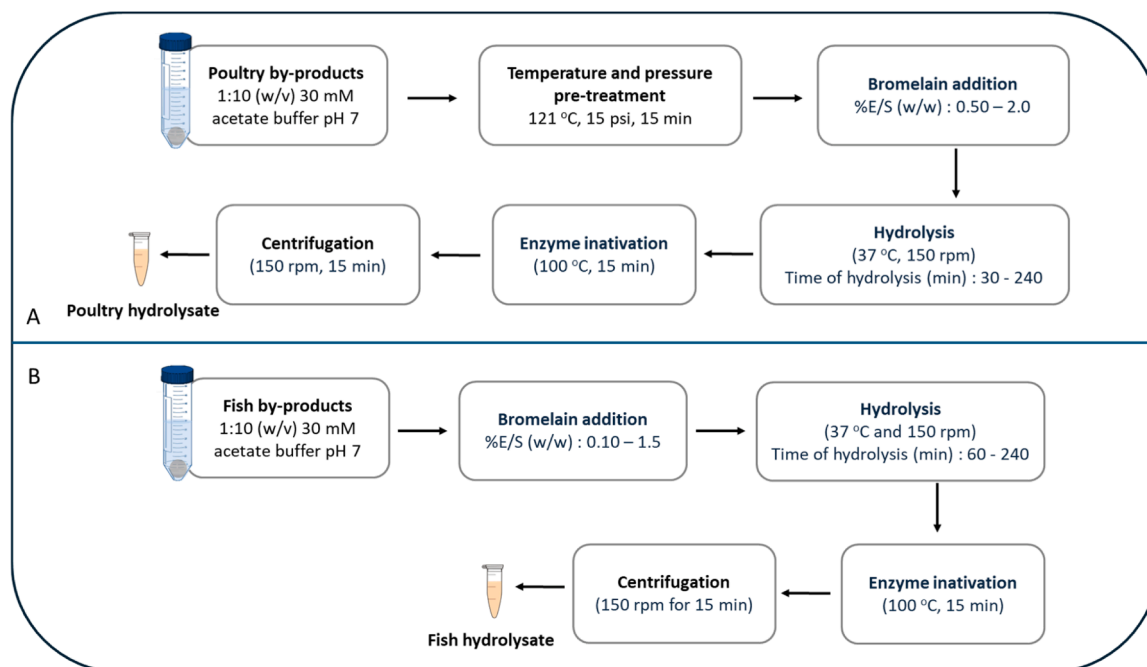 Poultry by-products
1:10 (w/v) 30 mM
acetate buffer pH 7
Temperature and pressure
pre-treatment
121 °C, 15 psi, 15 min
Bromelain addition
%E/S (w/w) : 0.50 – 2.0
Hydrolysis
(37 °C, 150 rpm)
Time of hydrolysis (min) : 30 - 240
Enzyme inativation
(100 °C, 15 min)
Centrifugation
(150 rpm, 15 min)
Poultry hydrolysate
A
B
Fish by-products
1:10 (w/v) 30 mM
acetate buffer pH 7
Bromelain addition
%E/S (w/w) : 0.10 – 1.5
Hydrolysis
(37 °C and 150 rpm)
Time of hydrolysis (min) : 60 - 240
Enzyme inativation
(100 °C, 15 min)
Centrifugation
(150 rpm for 15 min)
Fish hydrolysate